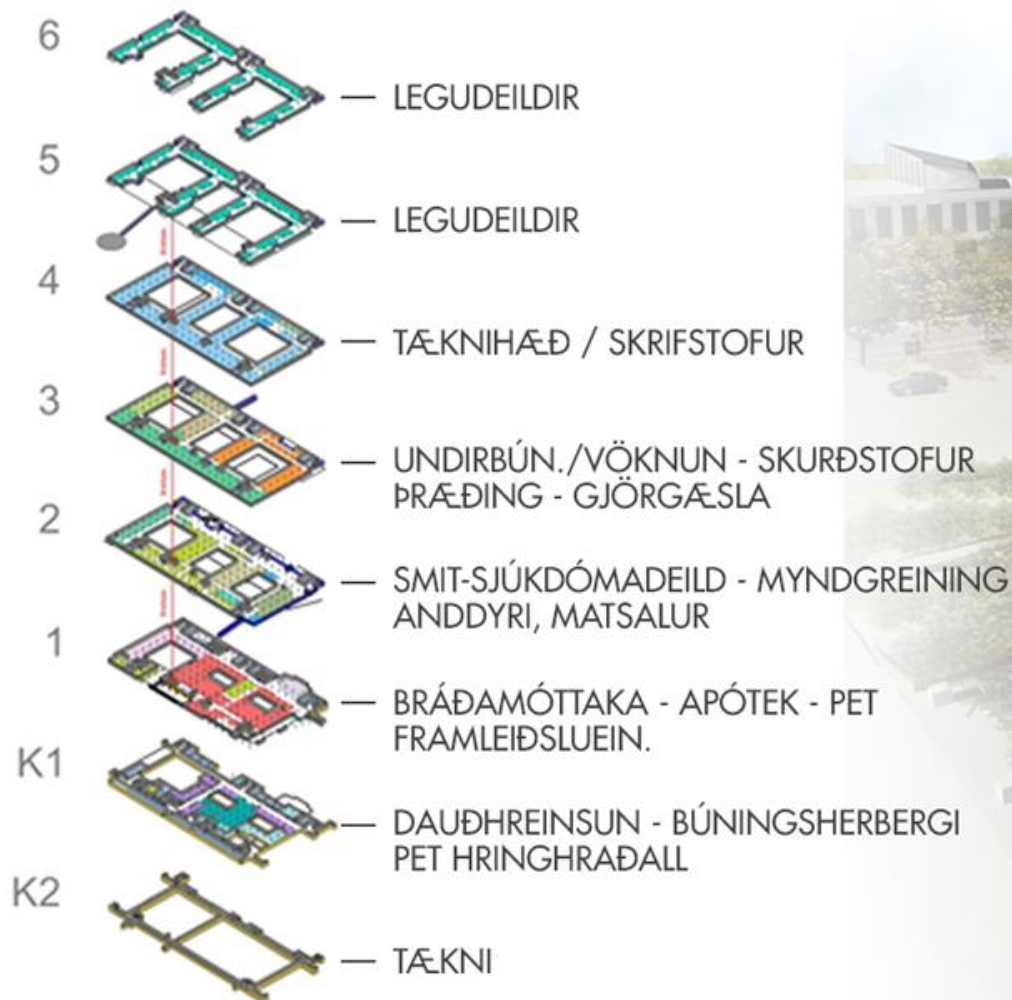 6
LEGUDEILDIR
5
LEGUDEILDIR
4
TÆKNIHÆÐ / SKRIFSTOFUR
3
UNDIRBÚN./VÖKNUN - SKURÐSTOFUR
ÞRÆÐING - GJÖRGÆSLA
2
SMIT-SJÚKDÓMADEILD - MYNDGREINING
ANDDYRI, MATSALUR
1
BRÁÐAMÓTTAKA - APÓTEK - PET
FRAMLEIÐSLUEIN.
K1
DAUÐHREINSUN - BÚNINGSHERBERGI
PET HRINGHRAÐALL
K2
TÆKNI